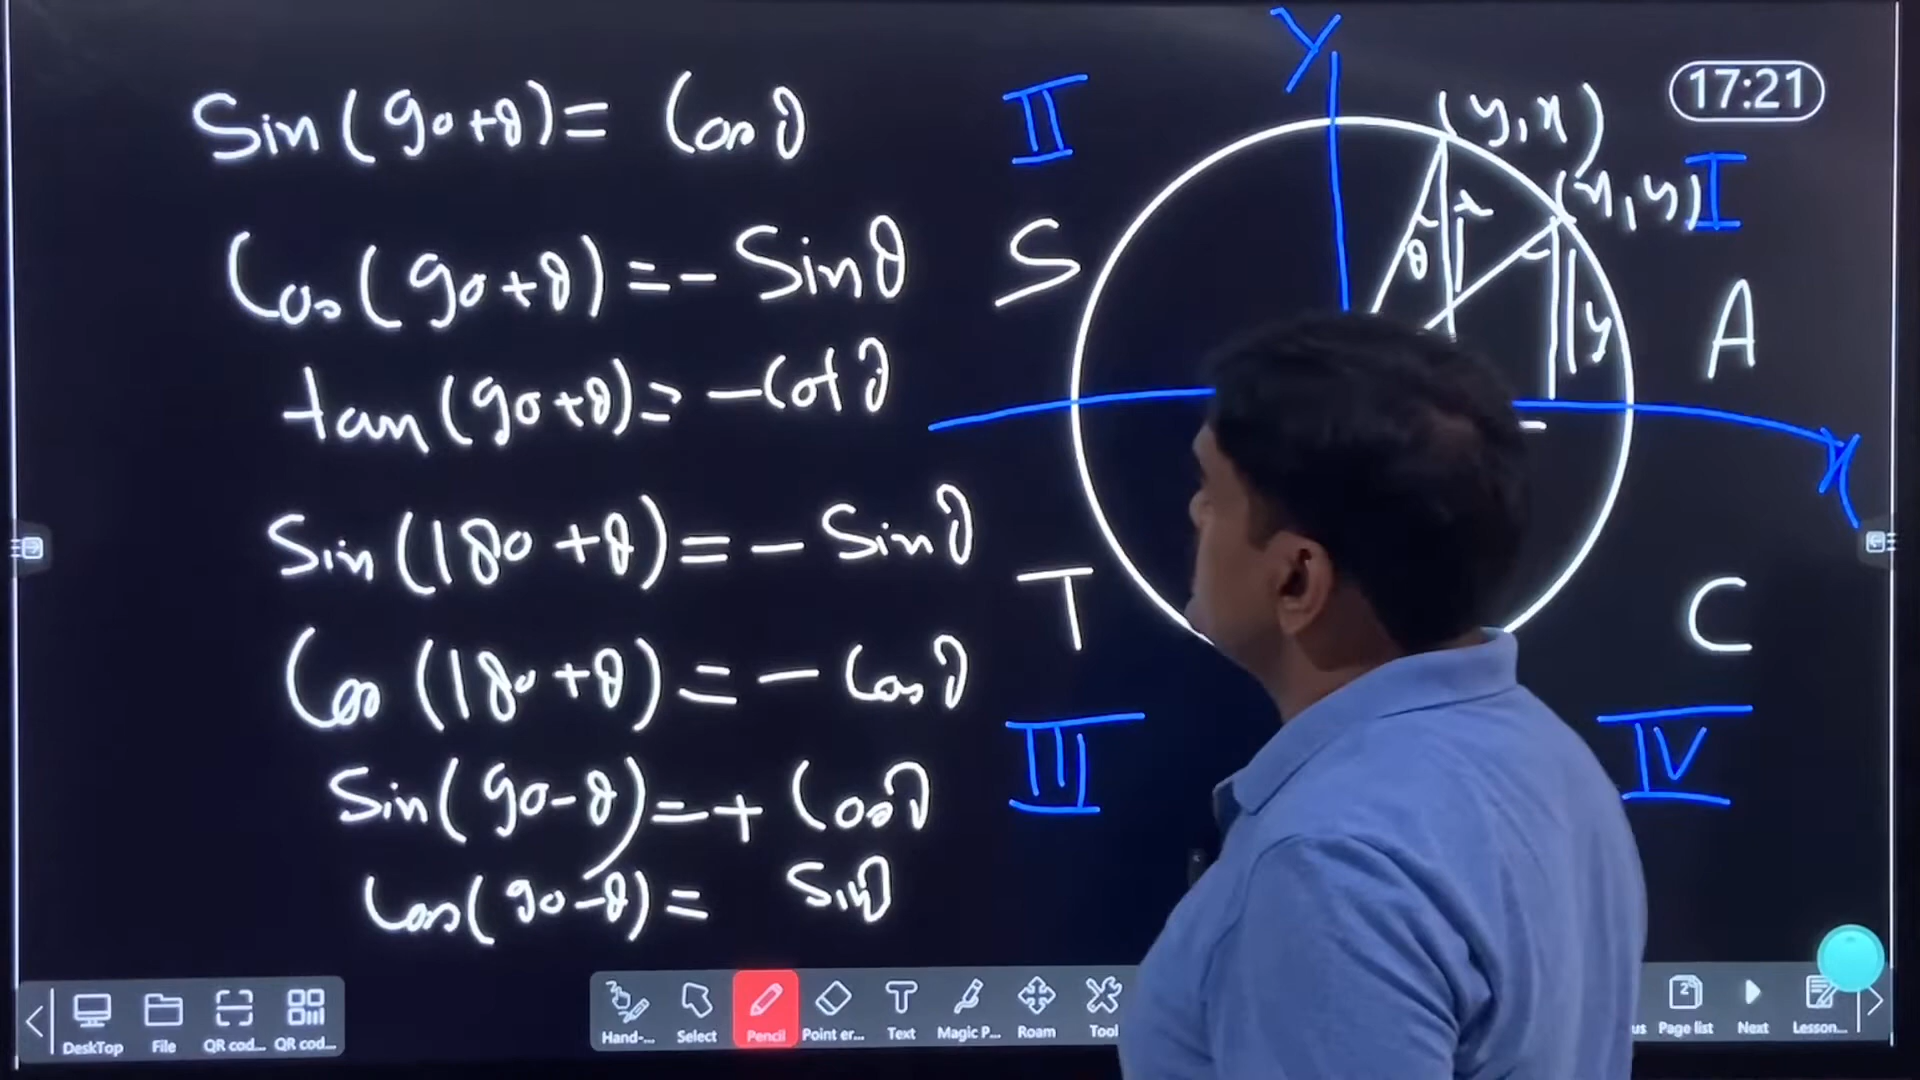 Sin(90+θ)= Cosθ
Cos(90+θ)=- Sinθ
tan(90+θ)= -Cotθ
Sin(180+θ)=- Sinθ
Cos(180+θ)=- Cosθ
Sin(90-θ)=+ Cosθ
Cos(90-θ)= Sinθ
Y
17:21
II
(y,x)
(x,y)
I
S
θ
x
y
A
x
T
C
III
IV
DeskTop
File
QR cod...
QR cod...
Hand-...
Select
Pencil
Point er...
Text
Magic P...
Roam
Tool
us
2
Page list
Next
Lesson...